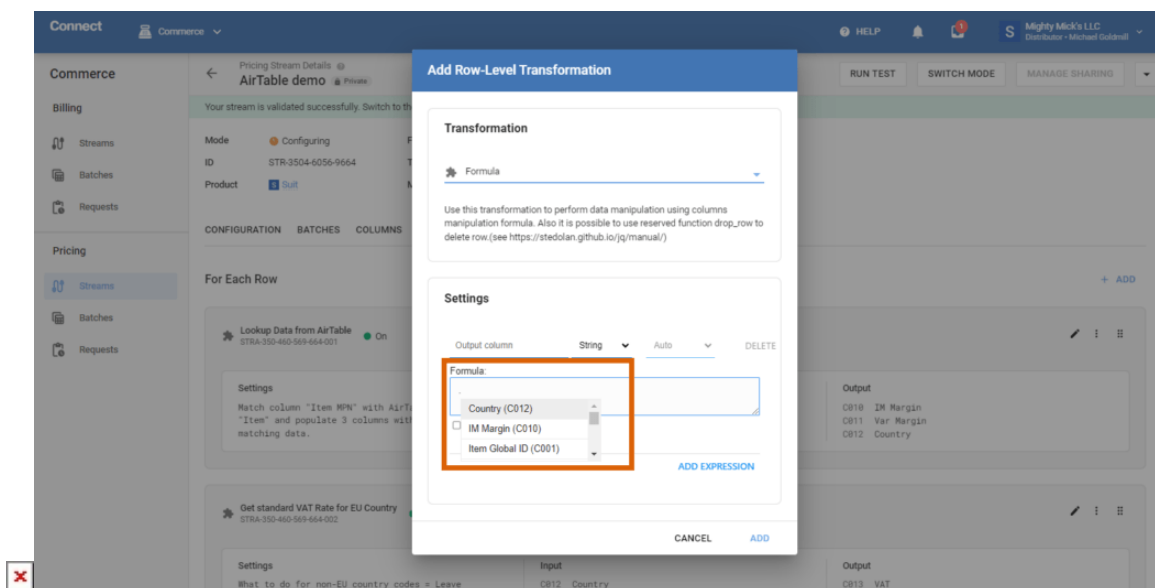 Connect
Commerce
HELP
S
Mighty Mick's LLC
Distributor - Michael Goldmill
Commerce
Billing
Streams
Batches
Requests
Pricing
Streams
Batches
Requests
Pricing Stream Details
AirTable demo
Private
RUN TEST
SWITCH MODE
MANAGE SHARING
Your stream is validated successfully. Switch to th
Mode
Configuring
ID
STR-3504-6056-9664
Product
S
Suit
CONFIGURATION
BATCHES
COLUMNS
For Each Row
+ ADD
Lookup Data from AirTable
STRA-350-460-569-664-001
On
Settings
Match column "Item MPN" with AirTa
"Item" and populate 3 columns wit
matching data.
Output
C010 IM Margin
C011 Var Margin
C012 Country
Get standard VAT Rate for EU Country
STRA-350-460-569-664-002
Settings
What to do for non-EU country codes = Leave
Input
C012 Country
Output
C013 VAT
Add Row-Level Transformation
Transformation
Formula
Use this transformation to perform data manipulation using columns
manipulation formula. Also it is possible to use reserved function drop_row to
delete row.(see https://stedolan.github.io/jq/manual/)
Settings
Output column
String
Auto
DELETE
Formula:
.
Country (C012)
IM Margin (C010)
Item Global ID (C001)
ADD EXPRESSION
CANCEL
ADD